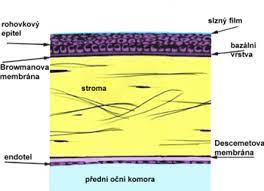 rohovkový
epitel
slzný film
bazální
vrstva
Browmanova
membrána
stroma
Descemetova
membrána
endotel
přední oční komora